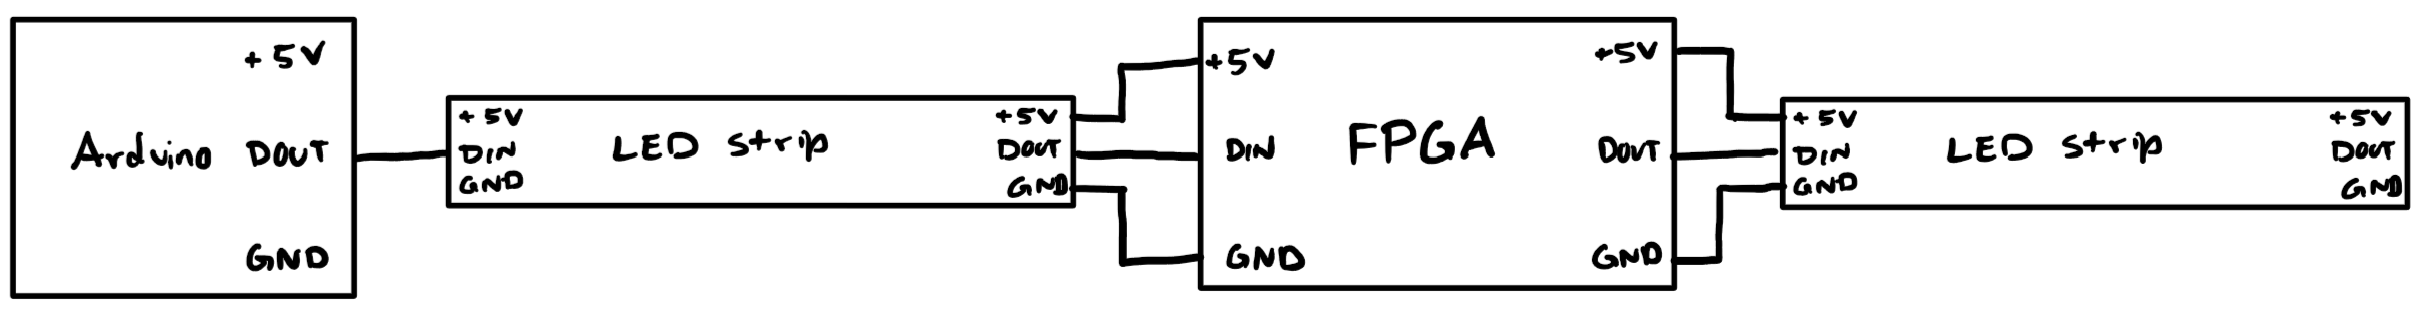 +5V
Arduino DOUT
GND
+5V
DIN
GND
LED strip
+5V
DOUT
GND
+5V
DIN
GND
FPGA
+5V
DOUT
GND
+5V
DIN
GND
LED strip
+5V
DOUT
GND